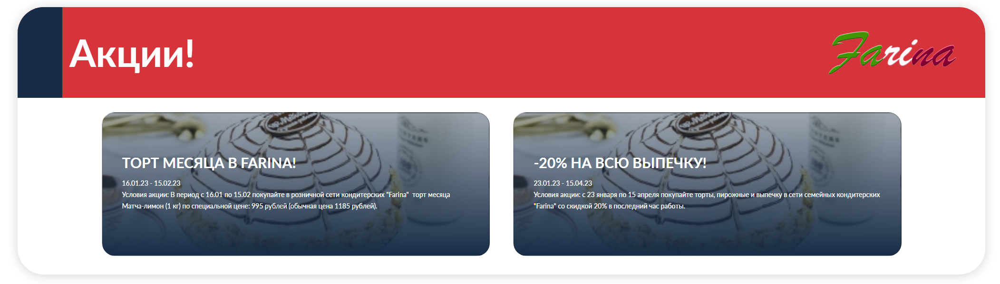 Акции!
Farina
ТОРТ МЕСЯЦА В FARINA!
16.01.23 - 15.02.23
Условия акции: В период с 16.01 по 15.02 покупайте в розничной сети кондитерских "Farina"  торт месяца
Матча-лимон (1 кг) по специальной цене: 995 рублей (обычная цена 1185 рублей).
-20% НА ВСЮ ВЫПЕЧКУ!
23.01.23 - 15.04.23
Условия акции: с 23 января по 15 апреля покупайте торты, пирожные и выпечку в сети семейных кондитерских
"Farina" со скидкой 20% в последний час работы.